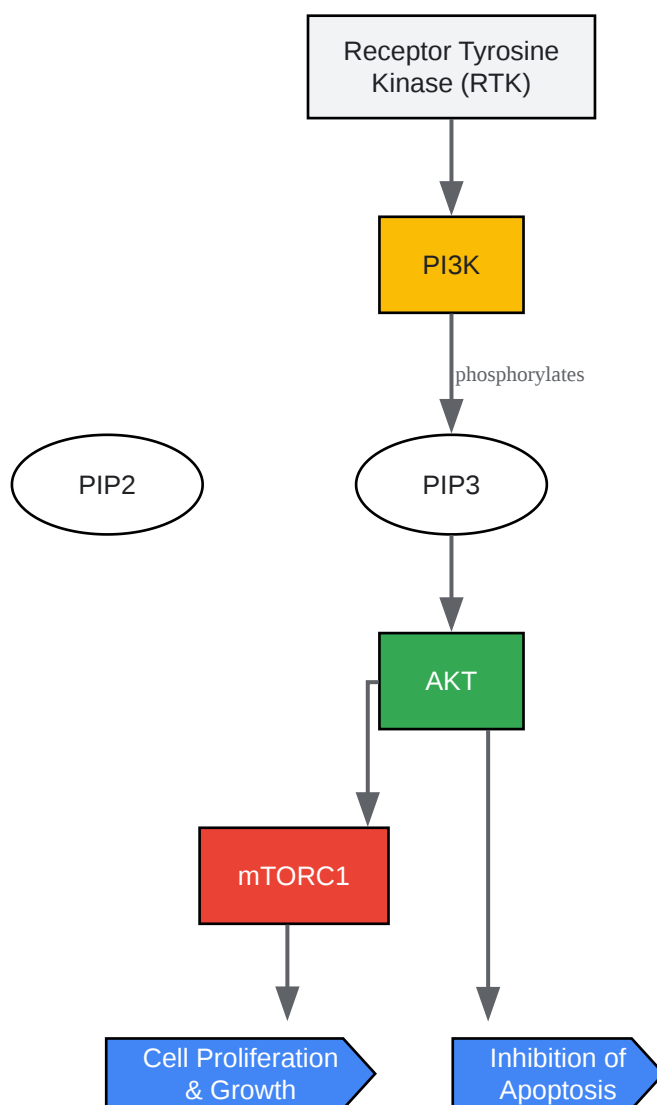 Receptor Tyrosine
Kinase (RTK)
PI3K
phosphorylates
PIP2
PIP3
AKT
mTORC1
Cell Proliferation
& Growth
Inhibition of
Apoptosis